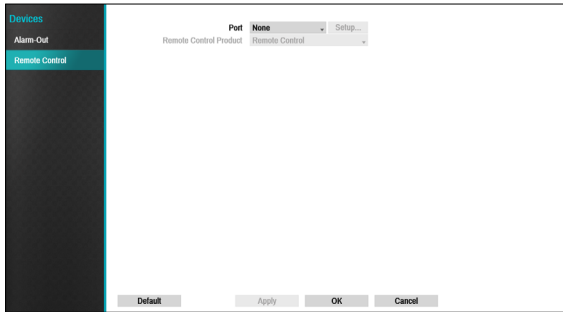 Devices
Alarm-Out
Remote Control
Port None Setup...
Remote Control Product Remote Control
Default Apply OK Cancel